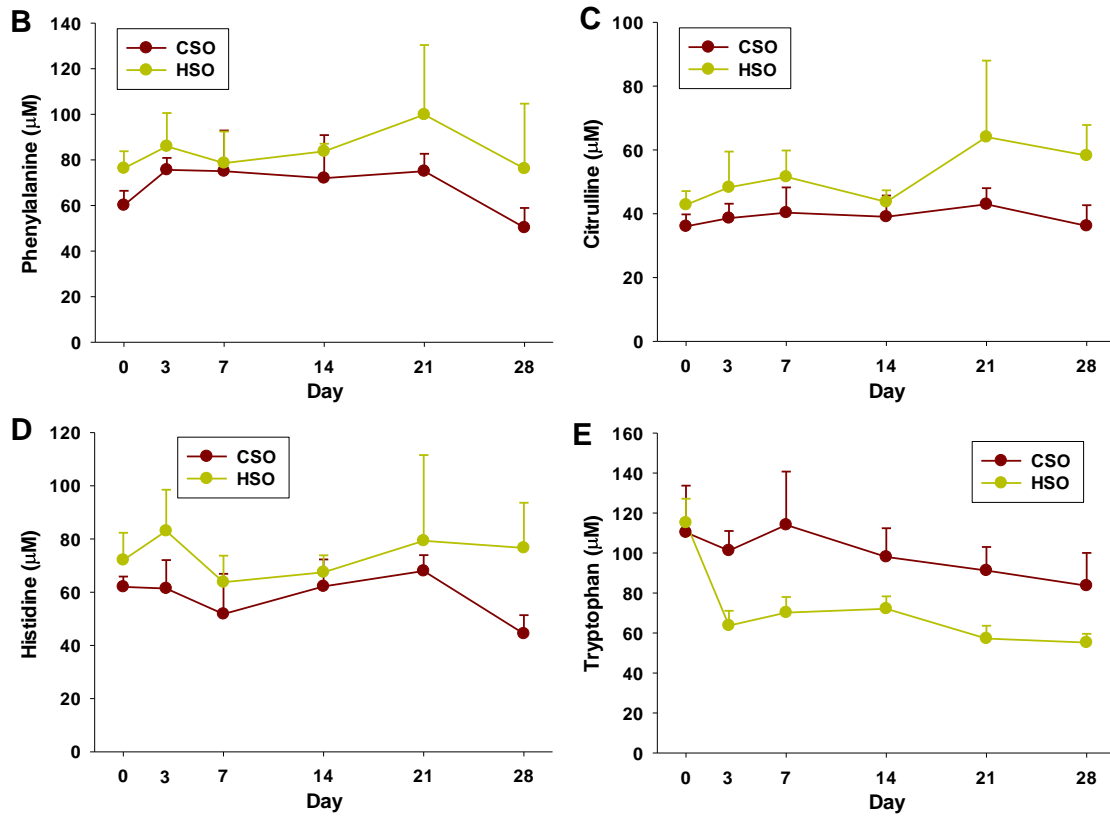 B
Phenylalanine (μM)
140
120
100
80
60
40
20
0
CSO
HSO
0 3 7 14 21 28
Day
C
Citrulline (μM)
100
80
60
40
20
0
CSO
HSO
0 3 7 14 21 28
Day
D
Histidine (μM)
120
100
80
60
40
20
0
CSO
HSO
0 3 7 14 21 28
Day
E
Tryptophan (μM)
160
140
120
100
80
60
40
20
0
CSO
HSO
0 3 7 14 21 28
Day